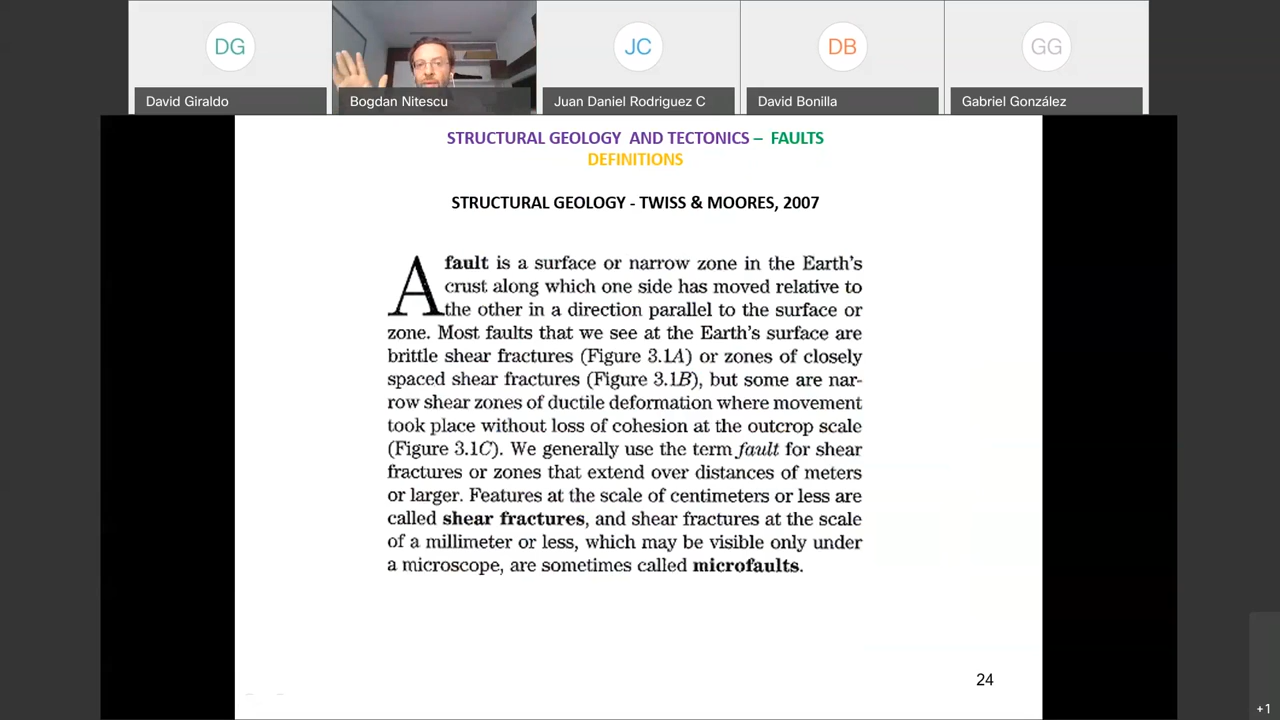 DG
JC
DB
GG
David Giraldo
Bogdan Nitescu
Juan Daniel Rodriguez C
David Bonilla
Gabriel González
STRUCTURAL GEOLOGY AND TECTONICS – FAULTS
DEFINITIONS
STRUCTURAL GEOLOGY - TWISS & MOORES, 2007
A fault is a surface or narrow zone in the Earth's
crust along which one side has moved relative to
the other in a direction parallel to the surface or
zone. Most faults that we see at the Earth's surface are
brittle shear fractures (Figure 3.1A) or zones of closely
spaced shear fractures (Figure 3.1B), but some are nar-
row shear zones of ductile deformation where movement
took place without loss of cohesion at the outcrop scale
(Figure 3.1C). We generally use the term fault for shear
fractures or zones that extend over distances of meters
or larger. Features at the scale of centimeters or less are
called shear fractures, and shear fractures at the scale
of a millimeter or less, which may be visible only under
a microscope, are sometimes called microfaults.
24
+1